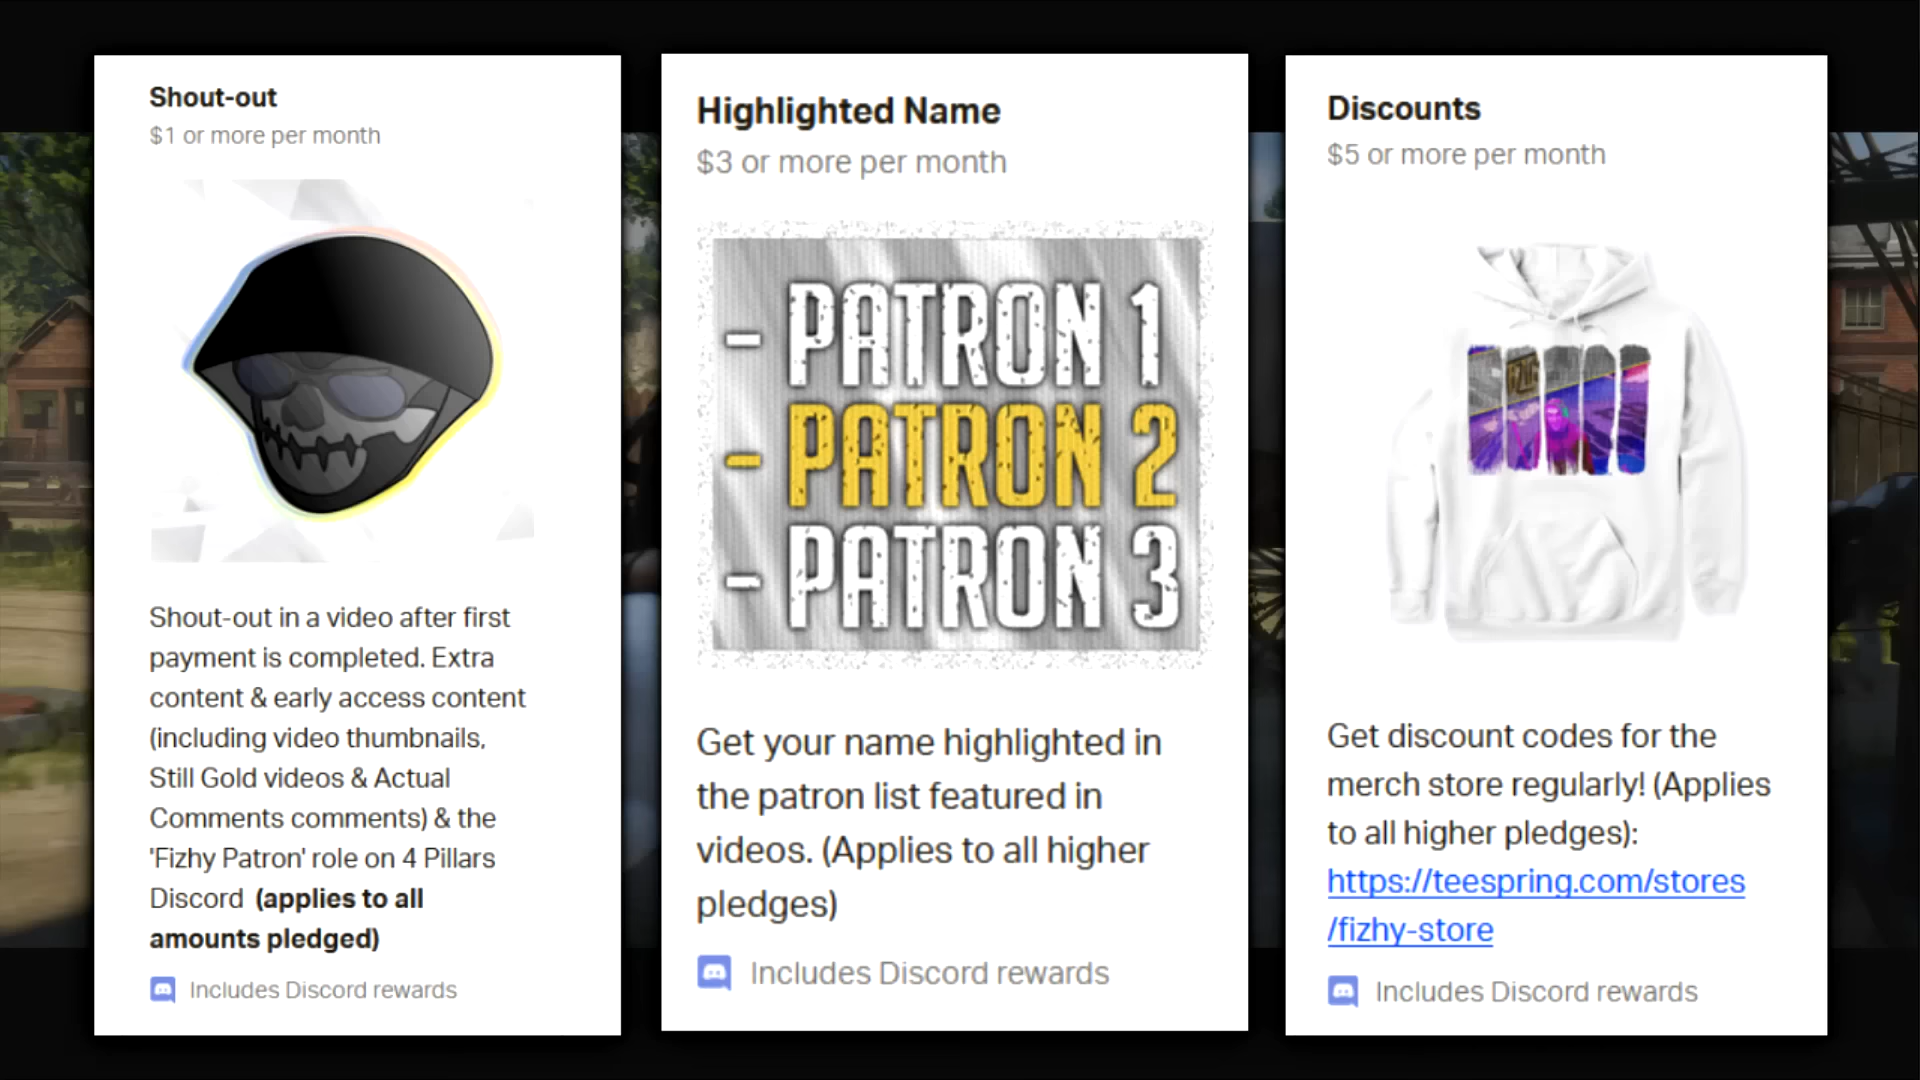 Shout-out
$1 or more per month
Shout-out in a video after first
payment is completed. Extra
content & early access content
(including video thumbnails,
Still Gold videos & Actual
Comments comments) & the
'Fizhy Patron' role on 4 Pillars
Discord (applies to all
amounts pledged)
Includes Discord rewards
Highlighted Name
$3 or more per month
- PATRON 1
- PATRON 2
- PATRON 3
Get your name highlighted in
the patron list featured in
videos. (Applies to all higher
pledges)
Includes Discord rewards
Discounts
$5 or more per month
Get discount codes for the
merch store regularly! (Applies
to all higher pledges):
https://teespring.com/stores
/fizhy-store
Includes Discord rewards